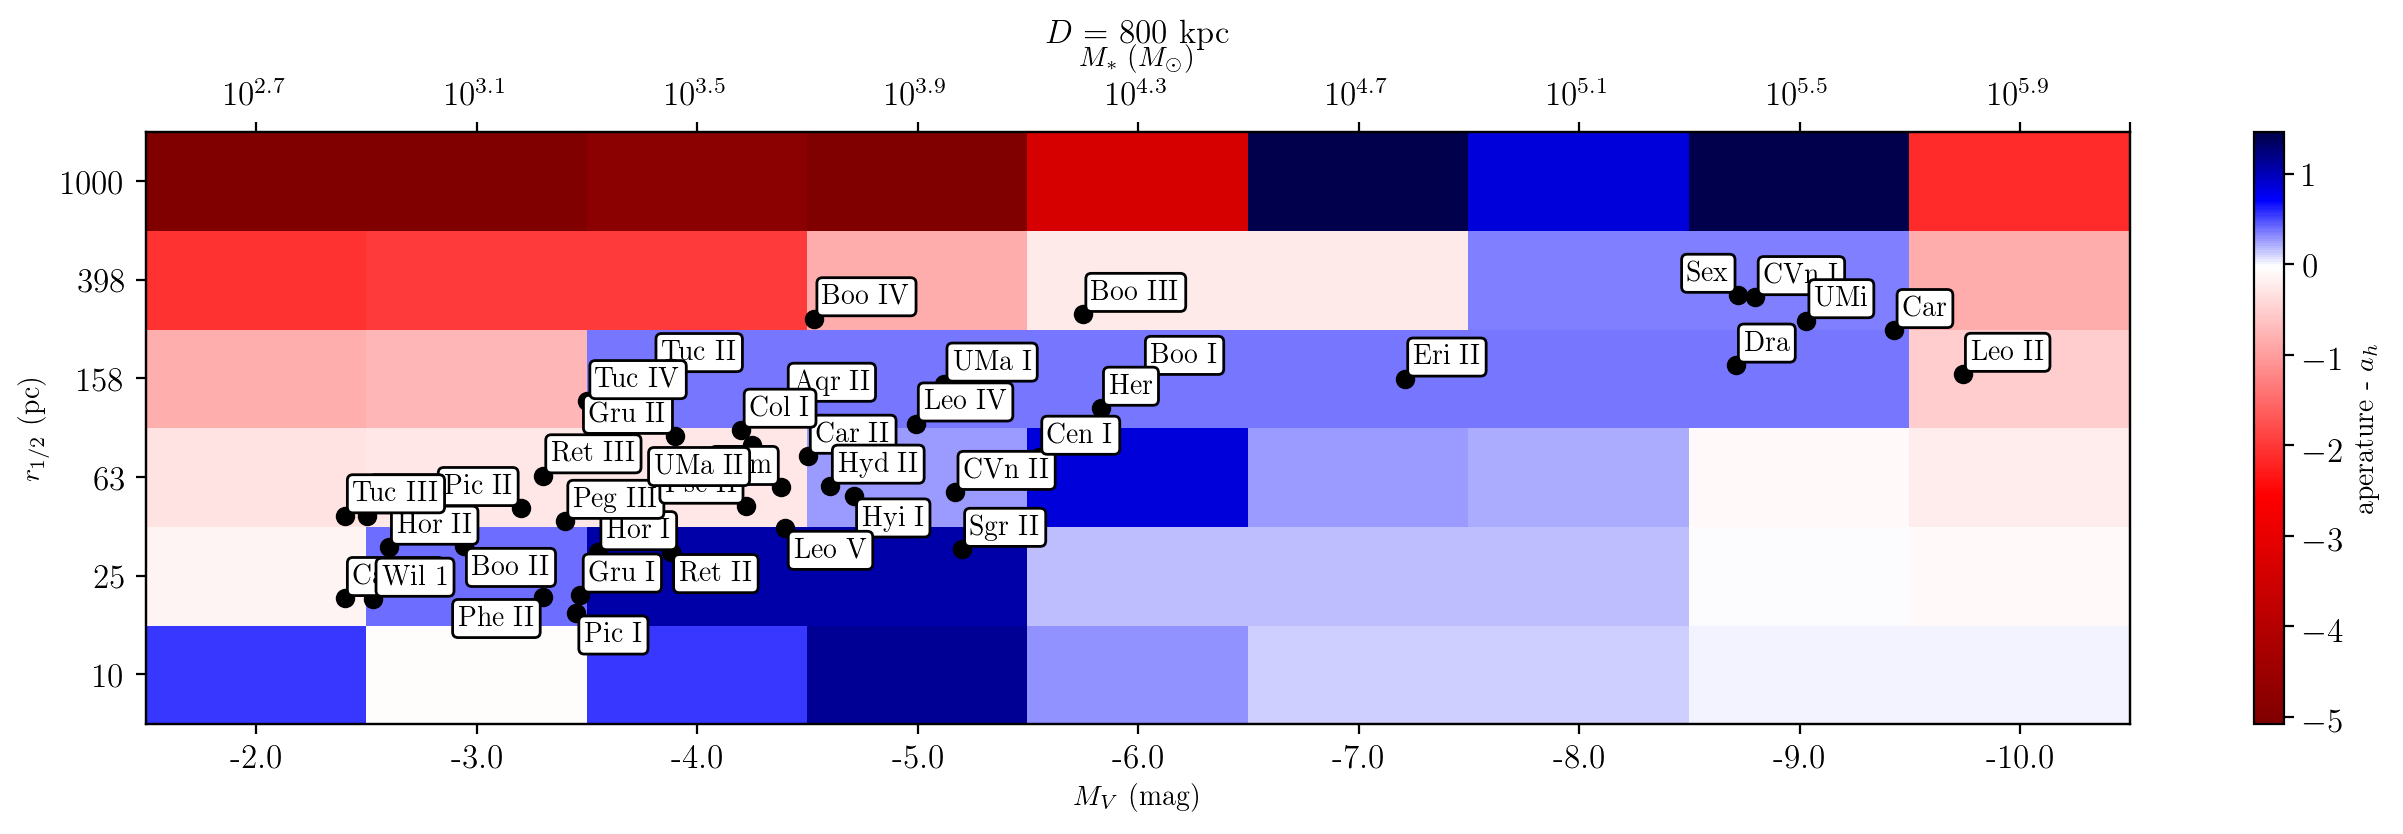 D = 800 kpc
M* (M⊙)
10^2.7 10^3.1 10^3.5 10^3.9 10^4.3 10^4.7 10^5.1 10^5.5 10^5.9
1000
398
158
63
25
10
r1/2 (pc)
Sex
CVn I
UMi
Car
Boo IV
Boo III
Dra
Leo II
Tuc II
Tuc IV
UMa I
Boo I
Eri II
Aqr II
Her
Gru II
Col I
Leo IV
Ret III
Car II
Cen I
UMa II
Hyd II
CVn II
Tuc III
Pic II
Peg III
Hor II
Hor I
Hyi I
Sgr II
Leo V
Wil 1
Boo II
Gru I
Ret II
Phe II
Pic I
-2.0 -3.0 -4.0 -5.0 -6.0 -7.0 -8.0 -9.0 -10.0
M_V (mag)
1
0
−1
−2
−3
−4
−5
aperature - a_h